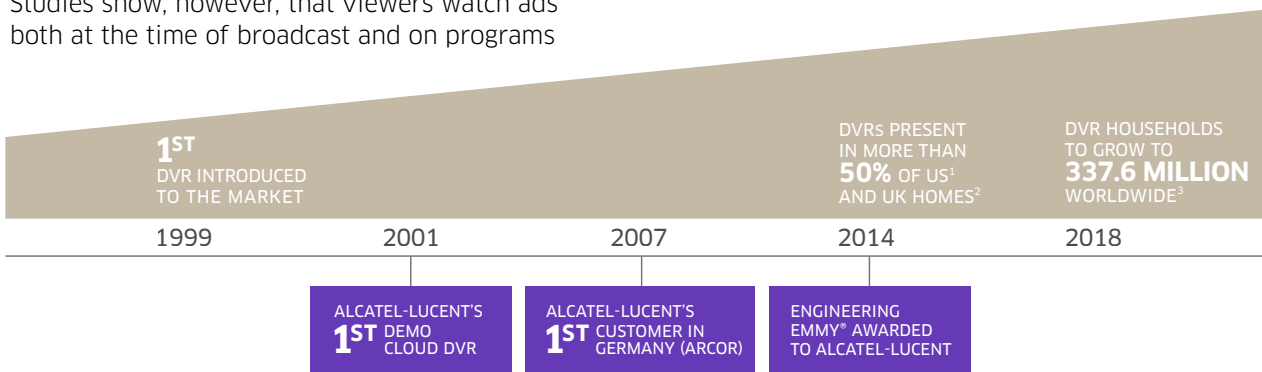 Studies show, however, that viewers watch ads
both at the time of broadcast and on programs
1ST
DVR INTRODUCED
TO THE MARKET
DVRs PRESENT
IN MORE THAN
50% OF US1
AND UK HOMES2
DVR HOUSEHOLDS
TO GROW TO
337.6 MILLION
WORLDWIDE3
1999
2001
2007
2014
2018
ALCATEL-LUCENT'S
1ST DEMO
CLOUD DVR
ALCATEL-LUCENT'S
1ST CUSTOMER IN
GERMANY (ARCOR)
ENGINEERING
EMMY® AWARDED
TO ALCATEL-LUCENT